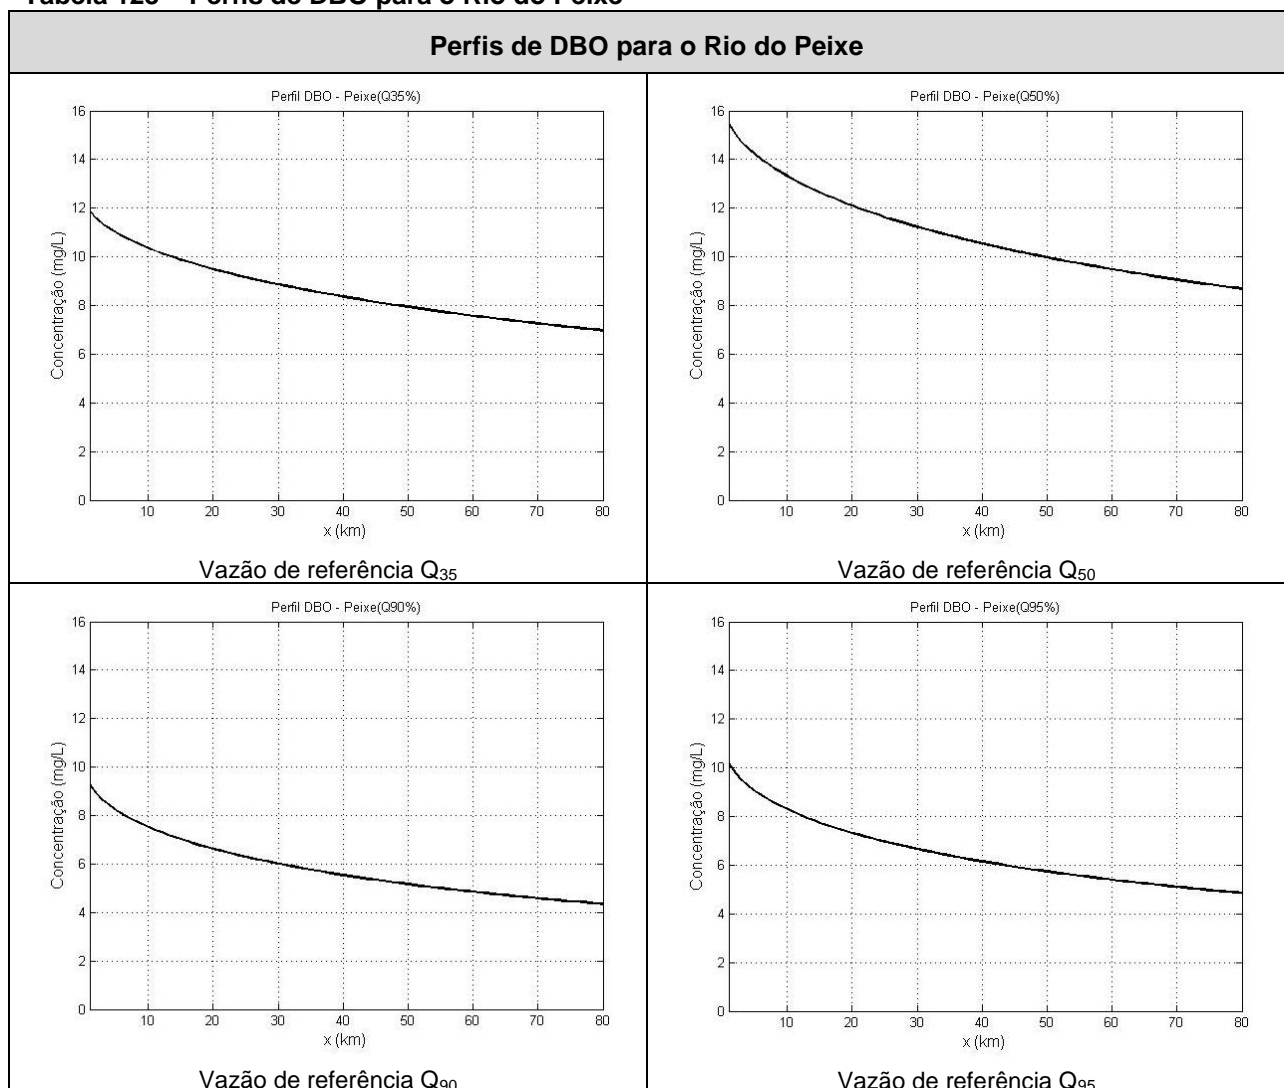 Perfis de DBO para o Rio do Peixe
Perfil DBO - Peixe(Q35%)
Concentração (mg/L)
16
14
12
10
8
6
4
2
0
10 20 30 40 50 60 70 80
x (km)
Vazão de referência Q35
Perfil DBO - Peixe(Q50%)
Concentração (mg/L)
16
14
12
10
8
6
4
2
0
10 20 30 40 50 60 70 80
x (km)
Vazão de referência Q50
Perfil DBO - Peixe(Q90%)
Concentração (mg/L)
16
14
12
10
8
6
4
2
0
10 20 30 40 50 60 70 80
x (km)
Vazão de referência Q90
Perfil DBO - Peixe(Q95%)
Concentração (mg/L)
16
14
12
10
8
6
4
2
0
10 20 30 40 50 60 70 80
x (km)
Vazão de referência Q95